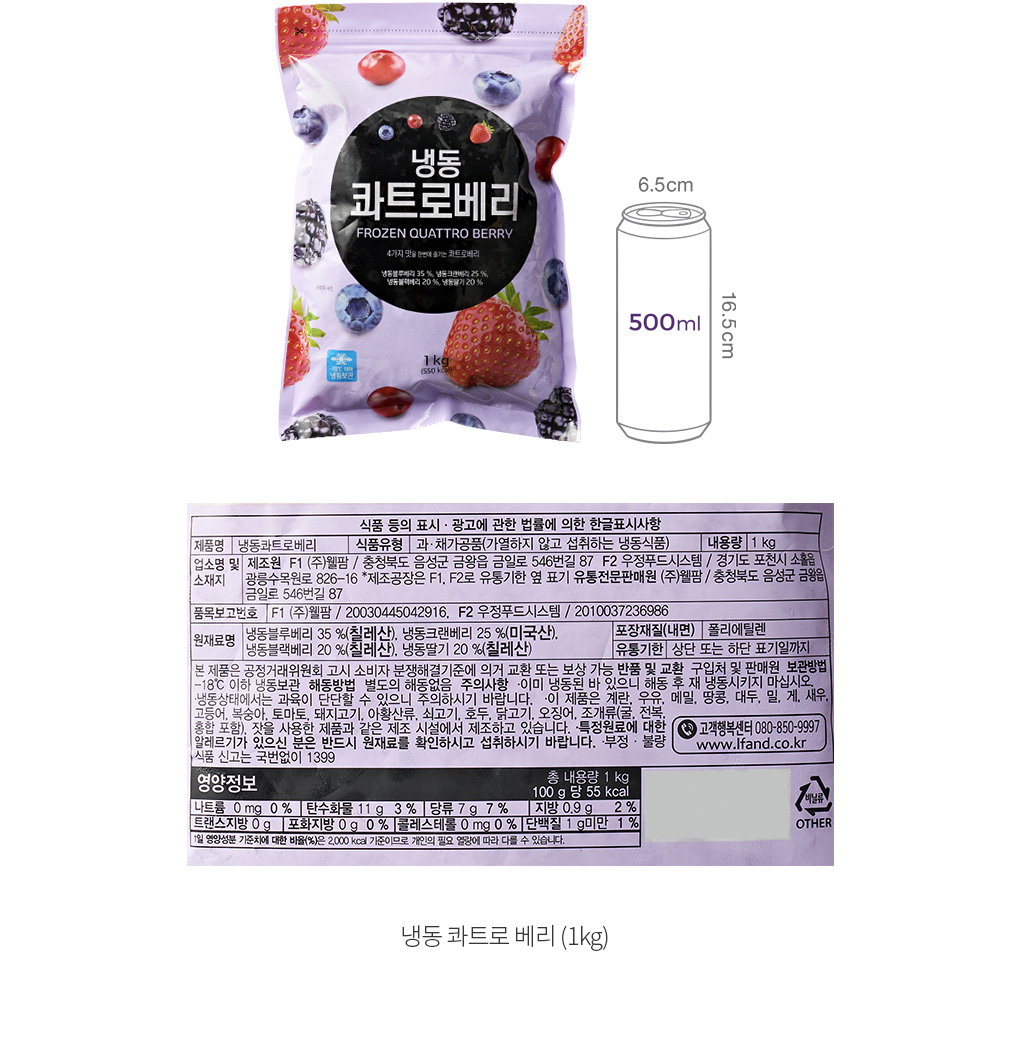 냉동
콰트로베리
FROZEN QUATTRO BERRY
4가지 맛을 한번에 즐기는 콰트로베리
냉동블루베리 35 %, 냉동크랜베리 25 %,
냉동블랙베리 20 %, 냉동딸기 20 %
1 kg
(550 kcal)
-18℃ 이하
냉동보관
6.5cm
500ml
16.5cm
식품 등의 표시 · 광고에 관한 법률에 의한 한글표시사항
제품명 냉동콰트로베리 식품유형 과·채가공품(가열하지 않고 섭취하는 냉동식품) 내용량 1 kg
업소명 및 소재지 제조원 F1 (주)웰팜 / 충청북도 음성군 금왕읍 금일로 546번길 87 F2 우정푸드시스템 / 경기도 포천시 소흘읍
광릉수목원로 826-16 *제조공장은 F1, F2로 유통기한 옆 표기 유통전문판매원 (주)웰팜 / 충청북도 음성군 금왕읍
금일로 546번길 87
품목보고번호 F1 (주)웰팜 / 20030445042916, F2 우정푸드시스템 / 2010037236986
원재료명 냉동블루베리 35 %(칠레산), 냉동크랜베리 25 %(미국산), 포장재질(내면) 폴리에틸렌
냉동블랙베리 20 %(칠레산), 냉동딸기 20 %(칠레산) 유통기한 상단 또는 하단 표기일까지
본 제품은 공정거래위원회 고시 소비자 분쟁해결기준에 의거 교환 또는 보상 가능 반품 및 교환 구입처 및 판매원 보관방법
-18℃ 이하 냉동보관 해동방법 별도의 해동없음 주의사항 ·이미 냉동된 바 있으니 해동 후 재 냉동시키지 마십시오.
·냉동상태에서는 과육이 단단할 수 있으니 주의하시기 바랍니다. ·이 제품은 계란, 우유, 메밀, 땅콩, 대두, 밀, 게, 새우,
고등어, 복숭아, 토마토, 돼지고기, 아황산류, 쇠고기, 호두, 닭고기, 오징어, 조개류(굴, 전복,
홍합 포함), 잣을 사용한 제품과 같은 제조 시설에서 제조하고 있습니다. ·특정원료에 대한
알레르기가 있으신 분은 반드시 원재료를 확인하시고 섭취하시기 바랍니다. ·부정 · 불량
식품 신고는 국번없이 1399
고객행복센터 080-850-9997
www.lfand.co.kr
영양정보
총 내용량 1 kg
100 g 당 55 kcal
나트륨 0 mg 0 % 탄수화물 11 g 3 % 당류 7 g 7 % 지방 0.9 g 2 %
트랜스지방 0 g 포화지방 0 g 0 % 콜레스테롤 0 mg 0 % 단백질 1 g미만 1 %
1일 영양성분 기준치에 대한 비율(%)은 2,000 kcal 기준이므로 개인의 필요 열량에 따라 다를 수 있습니다.
비닐류
OTHER
냉동 콰트로 베리 (1kg)